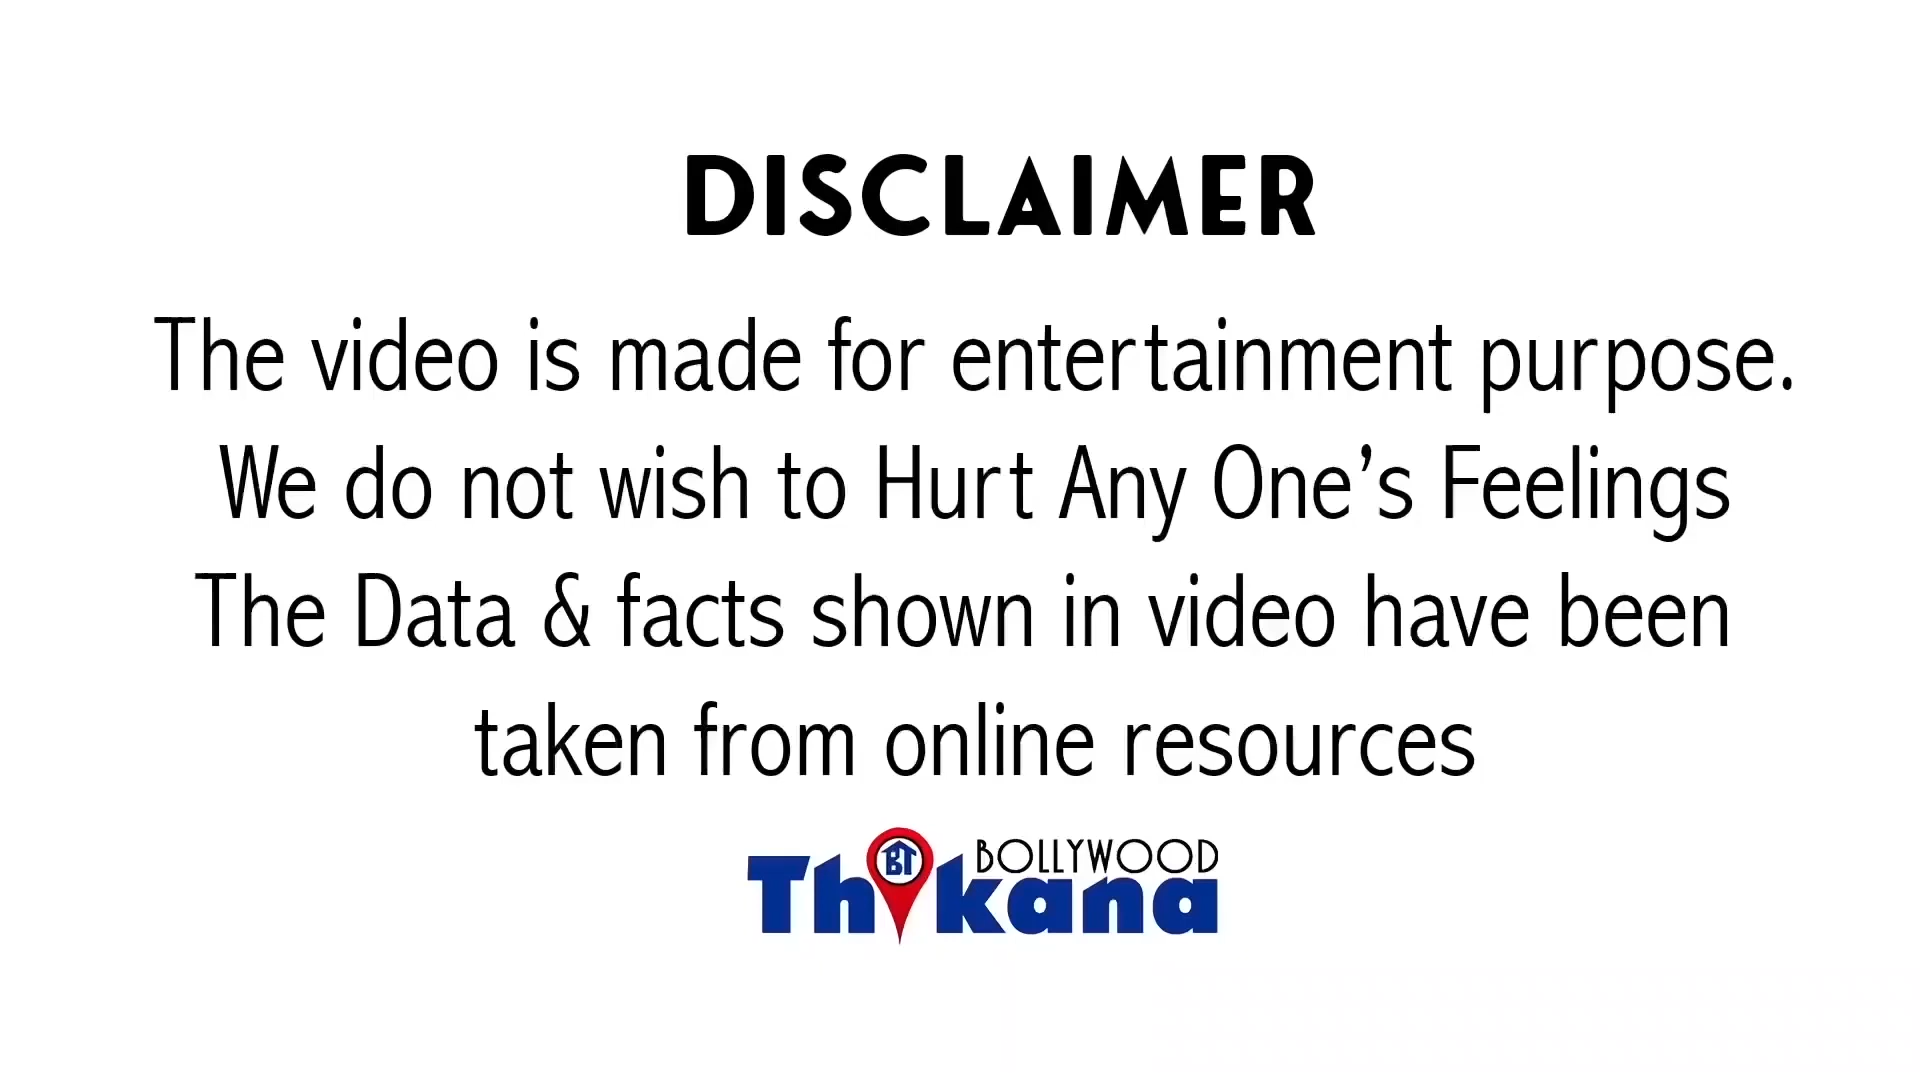 DISCLAIMER
The video is made for entertainment purpose.
We do not wish to Hurt Any One’s Feelings
The Data & facts shown in video have been
taken from online resources
BT
BOLLYWOOD
Thikana